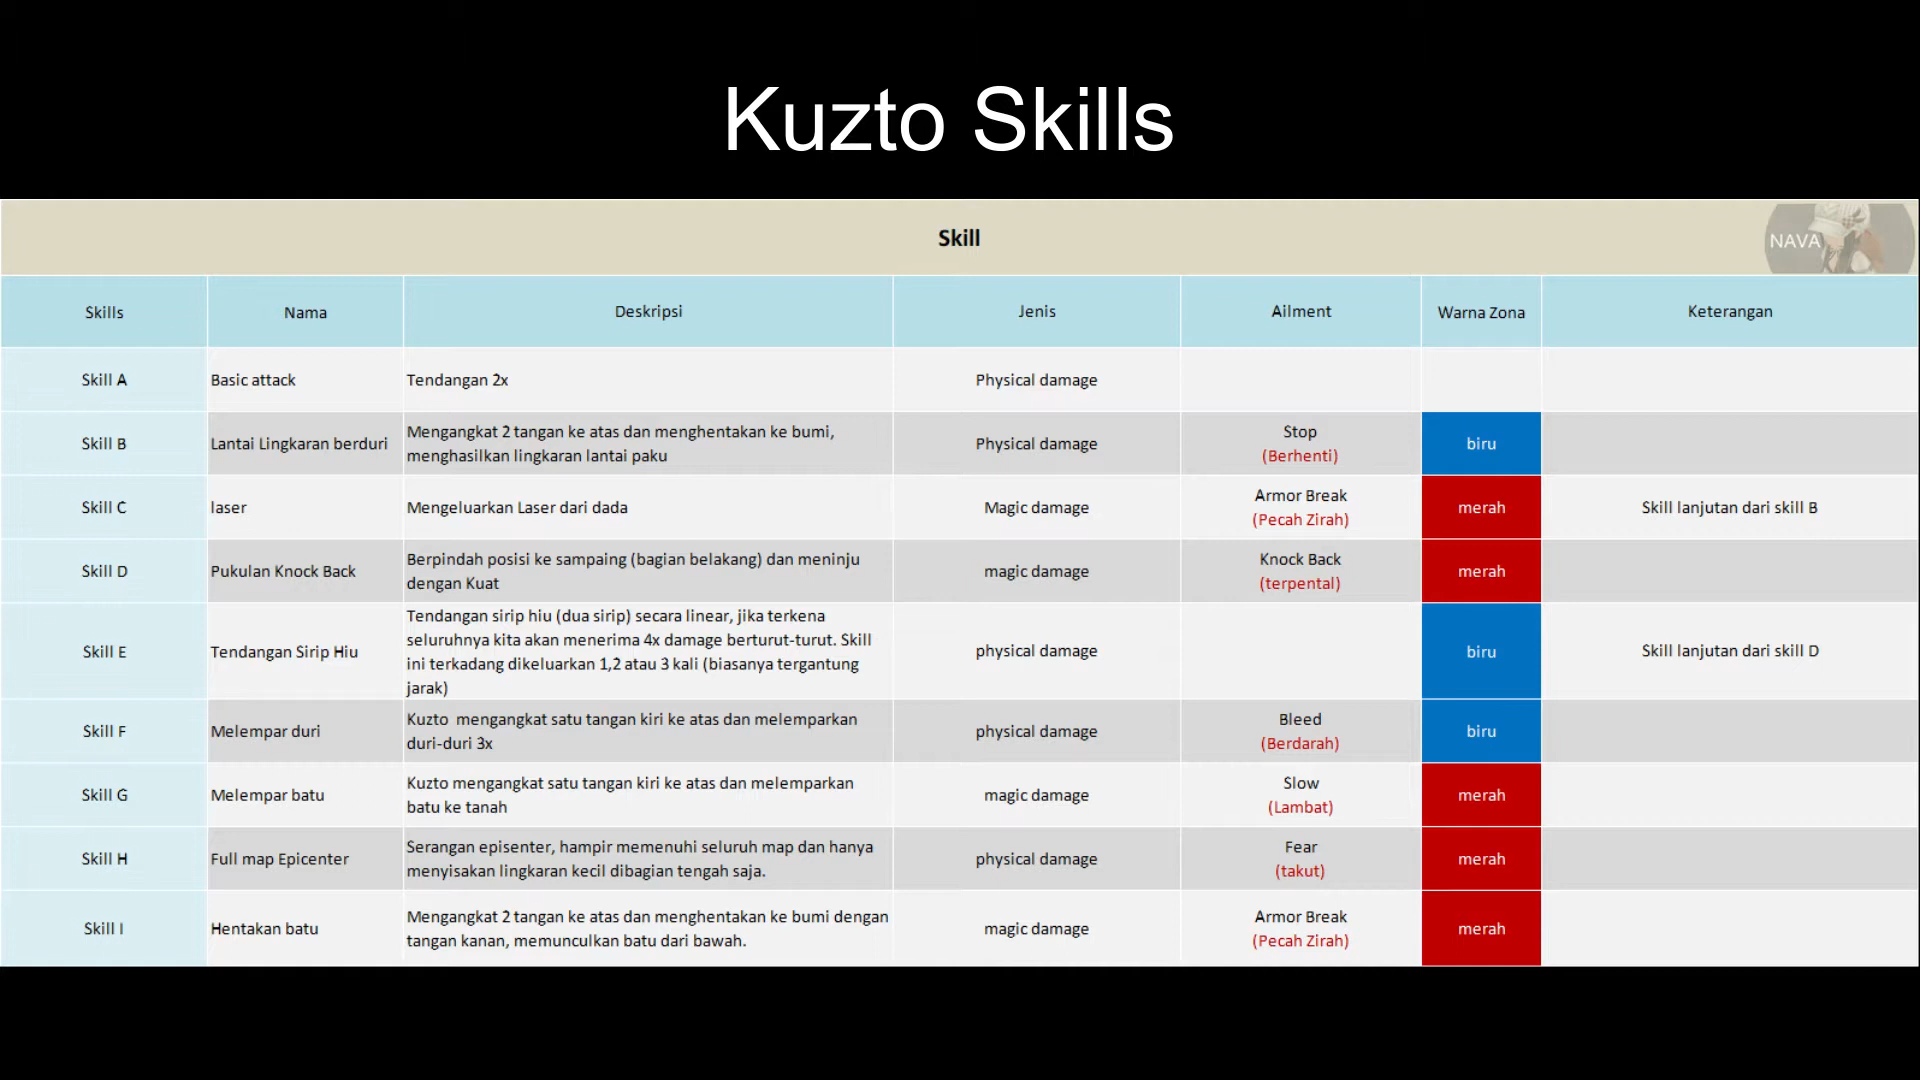 Kuzto Skills
Skill
NAVA
Skills Nama Deskripsi Jenis Ailment Warna Zona Keterangan
Skill A Basic attack Tendangan 2x Physical damage
Skill B Lantai Lingkaran berduri Mengangkat 2 tangan ke atas dan menghentakan ke bumi,
menghasilkan lingkaran lantai paku Physical damage Stop
(Berhenti) biru
Skill C laser Mengeluarkan Laser dari dada Magic damage Armor Break
(Pecah Zirah) merah Skill lanjutan dari skill B
Skill D Pukulan Knock Back Berpindah posisi ke sampaing (bagian belakang) dan meninju
dengan Kuat magic damage Knock Back
(terpental) merah
Skill E Tendangan Sirip Hiu Tendangan sirip hiu (dua sirip) secara linear, jika terkena
seluruhnya kita akan menerima 4x damage berturut-turut. Skill
ini terkadang dikeluarkan 1,2 atau 3 kali (biasanya tergantung
jarak) physical damage biru Skill lanjutan dari skill D
Skill F Melempar duri Kuzto  mengangkat satu tangan kiri ke atas dan melemparkan
duri-duri 3x physical damage Bleed
(Berdarah) biru
Skill G Melempar batu Kuzto mengangkat satu tangan kiri ke atas dan melemparkan
batu ke tanah magic damage Slow
(Lambat) merah
Skill H Full map Epicenter Serangan episenter, hampir memenuhi seluruh map dan hanya
menyisakan lingkaran kecil dibagian tengah saja. physical damage Fear
(takut) merah
Skill I Hentakan batu Mengangkat 2 tangan ke atas dan menghentakan ke bumi dengan
tangan kanan, memunculkan batu dari bawah. magic damage Armor Break
(Pecah Zirah) merah